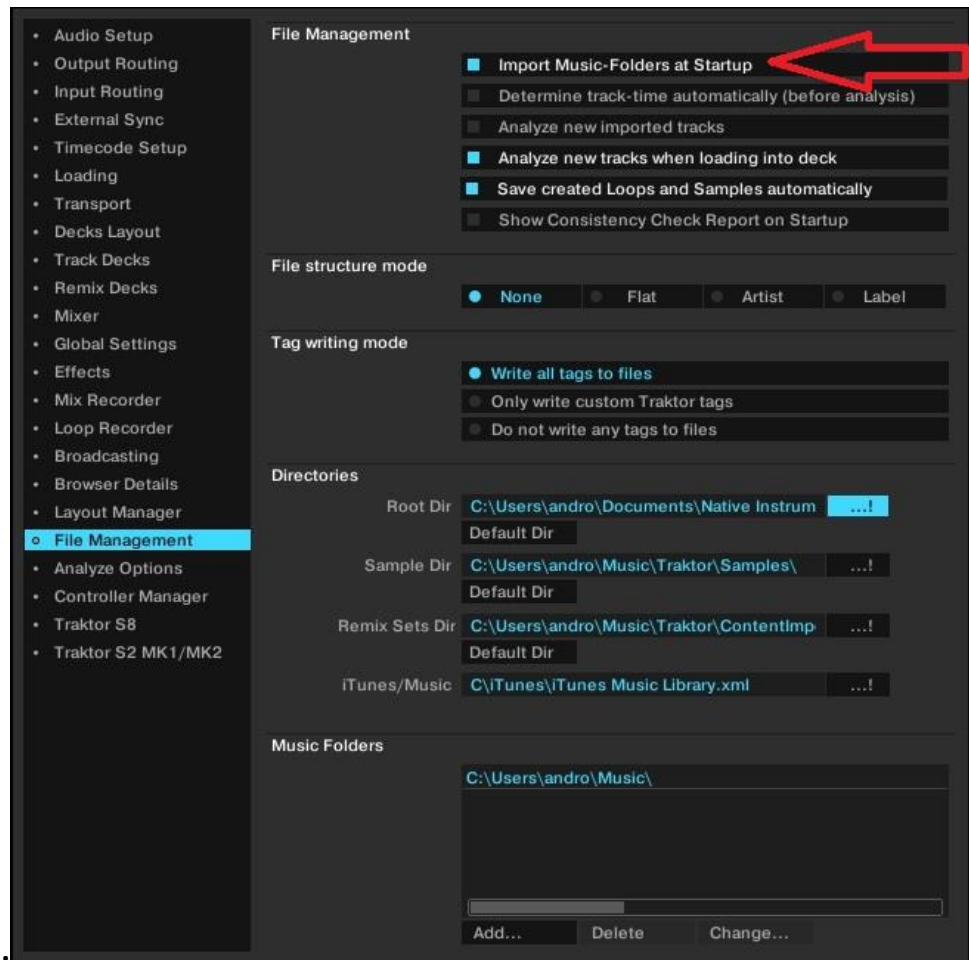 Audio Setup
Output Routing
Input Routing
External Sync
Timecode Setup
Loading
Transport
Decks Layout
Track Decks
Remix Decks
Mixer
Global Settings
Effects
Mix Recorder
Loop Recorder
Broadcasting
Browser Details
Layout Manager
File Management
Analyze Options
Controller Manager
Traktor S8
Traktor S2 MK1/MK2
File Management
Import Music-Folders at Startup
Determine track-time automatically (before analysis)
Analyze new imported tracks
Analyze new tracks when loading into deck
Save created Loops and Samples automatically
Show Consistency Check Report on Startup
File structure mode
None Flat Artist Label
Tag writing mode
Write all tags to files
Only write custom Traktor tags
Do not write any tags to files
Directories
Root Dir C:\Users\andro\Documents\Native Instrum ...!
Default Dir
Sample Dir C:\Users\andro\Music\Traktor\Samples\ ...!
Default Dir
Remix Sets Dir C:\Users\andro\Music\Traktor\ContentImp ...!
Default Dir
iTunes/Music C\iTunes\iTunes Music Library.xml ...!
Music Folders
C:\Users\andro\Music\
Add... Delete Change...